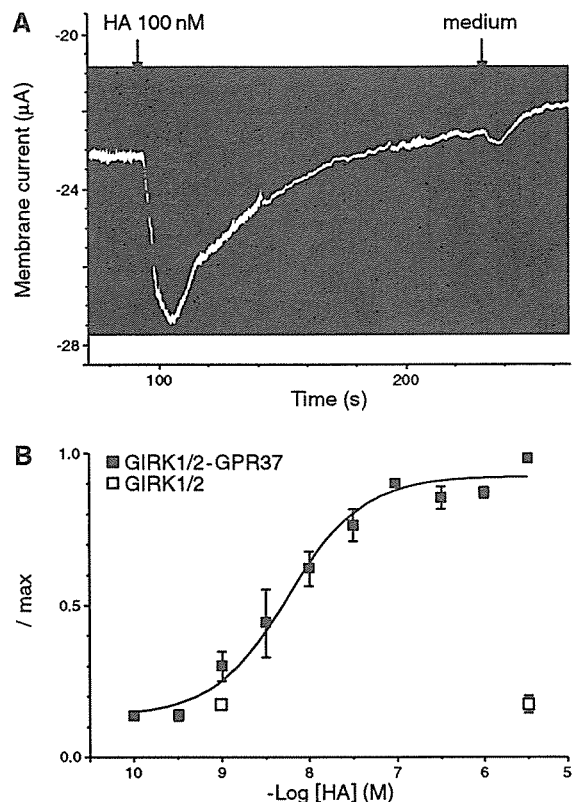 A
HA 100 nM
medium
-20
-24
-28
Membrane current (µA)
100
200
Time (s)
B
GIRK1/2-GPR37
GIRK1/2
1.0
0.5
0.0
/ max
10
9
8
7
6
5
-Log [HA] (M)